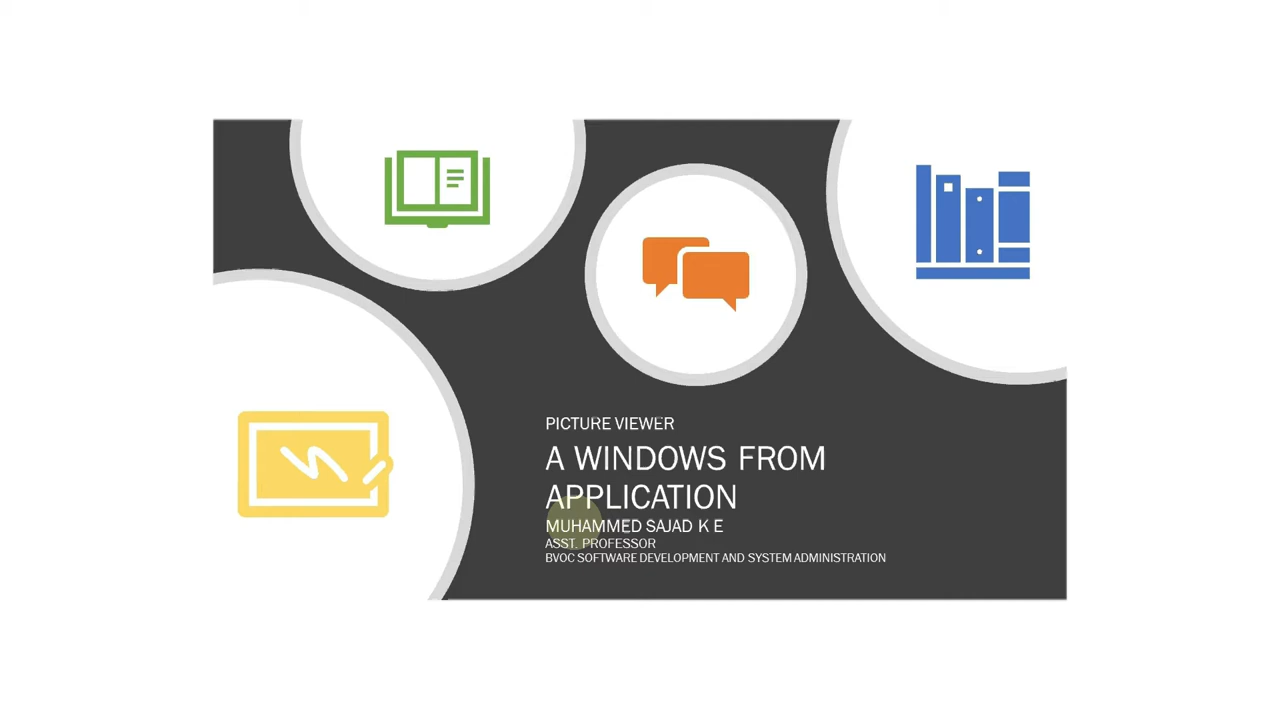 PICTURE VIEWER
A WINDOWS FROM
APPLICATION
MUHAMMED SAJAD K E
ASST. PROFESSOR
BVOC SOFTWARE DEVELOPMENT AND SYSTEM ADMINISTRATION